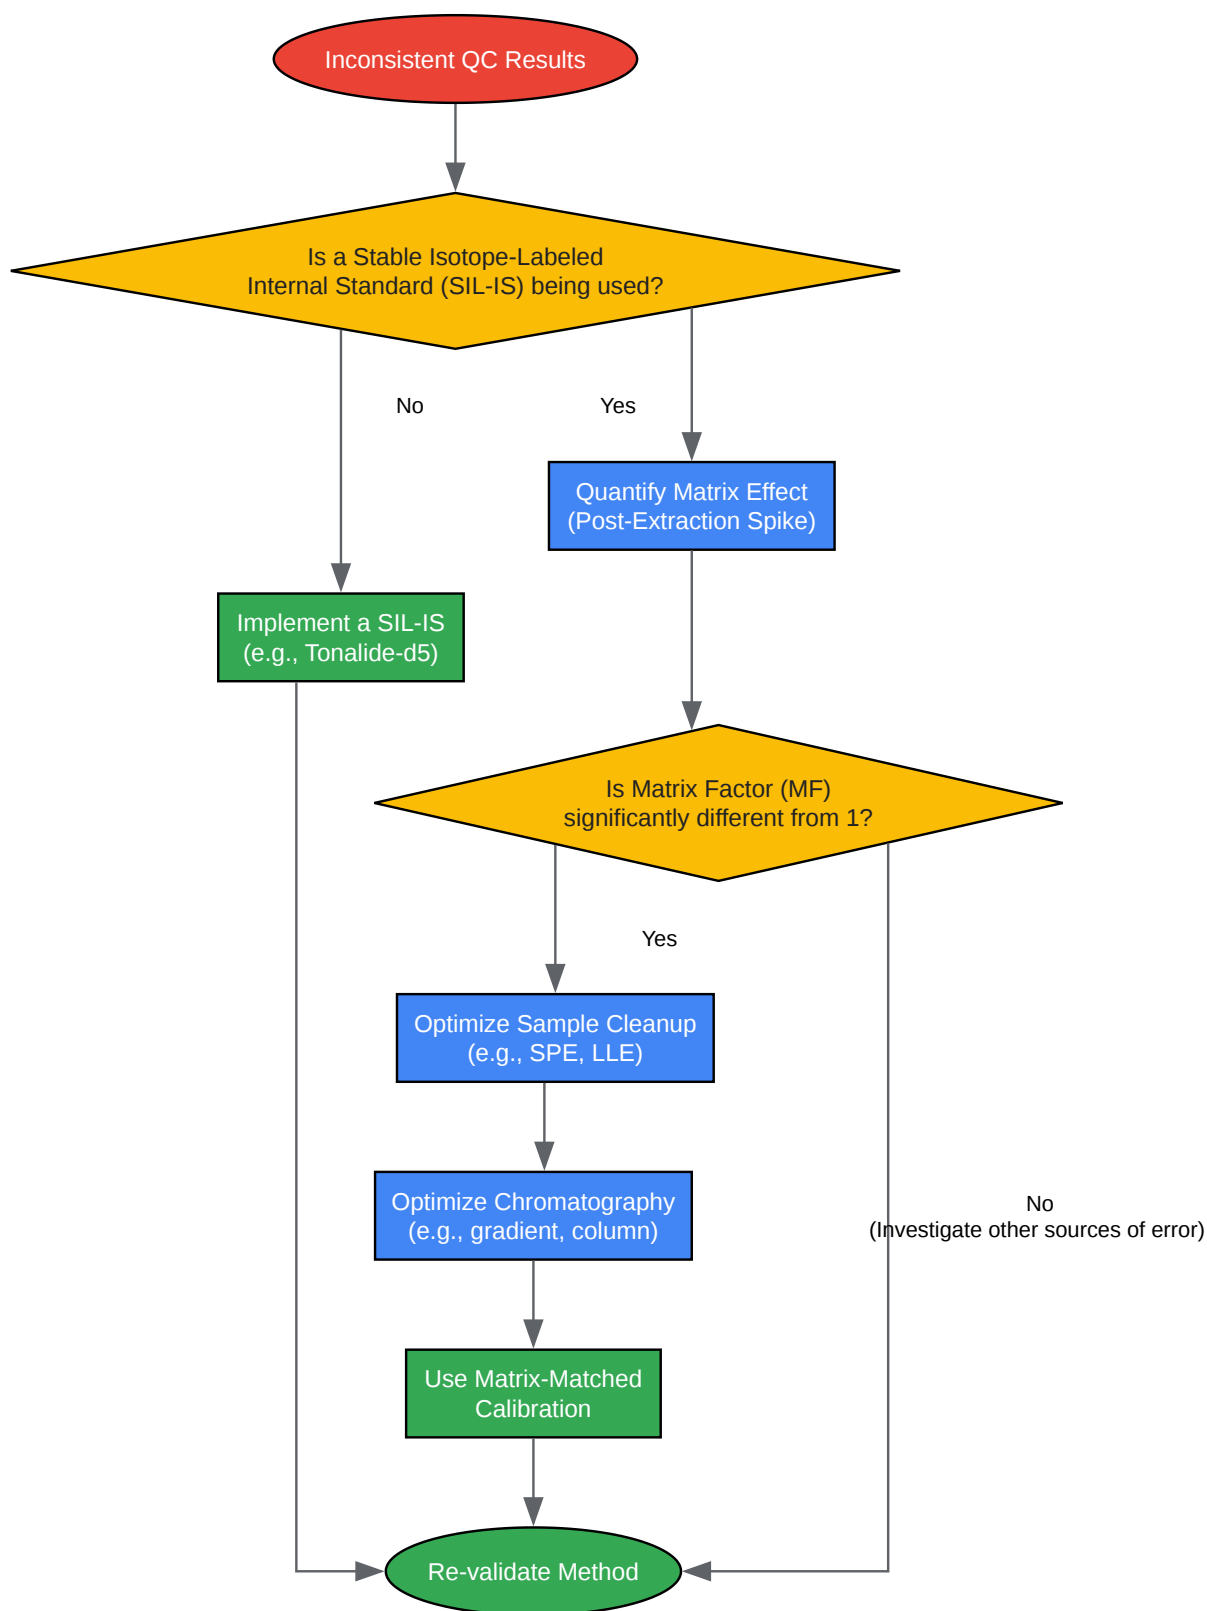 Inconsistent QC Results
Is a Stable Isotope-Labeled
Internal Standard (SIL-IS) being used?
No
Yes
Quantify Matrix Effect
(Post-Extraction Spike)
Implement a SIL-IS
(e.g., Tonalide-d5)
Is Matrix Factor (MF)
significantly different from 1?
Yes
Optimize Sample Cleanup
(e.g., SPE, LLE)
Optimize Chromatography
(e.g., gradient, column)
No
(Investigate other sources of error)
Use Matrix-Matched
Calibration
Re-validate Method